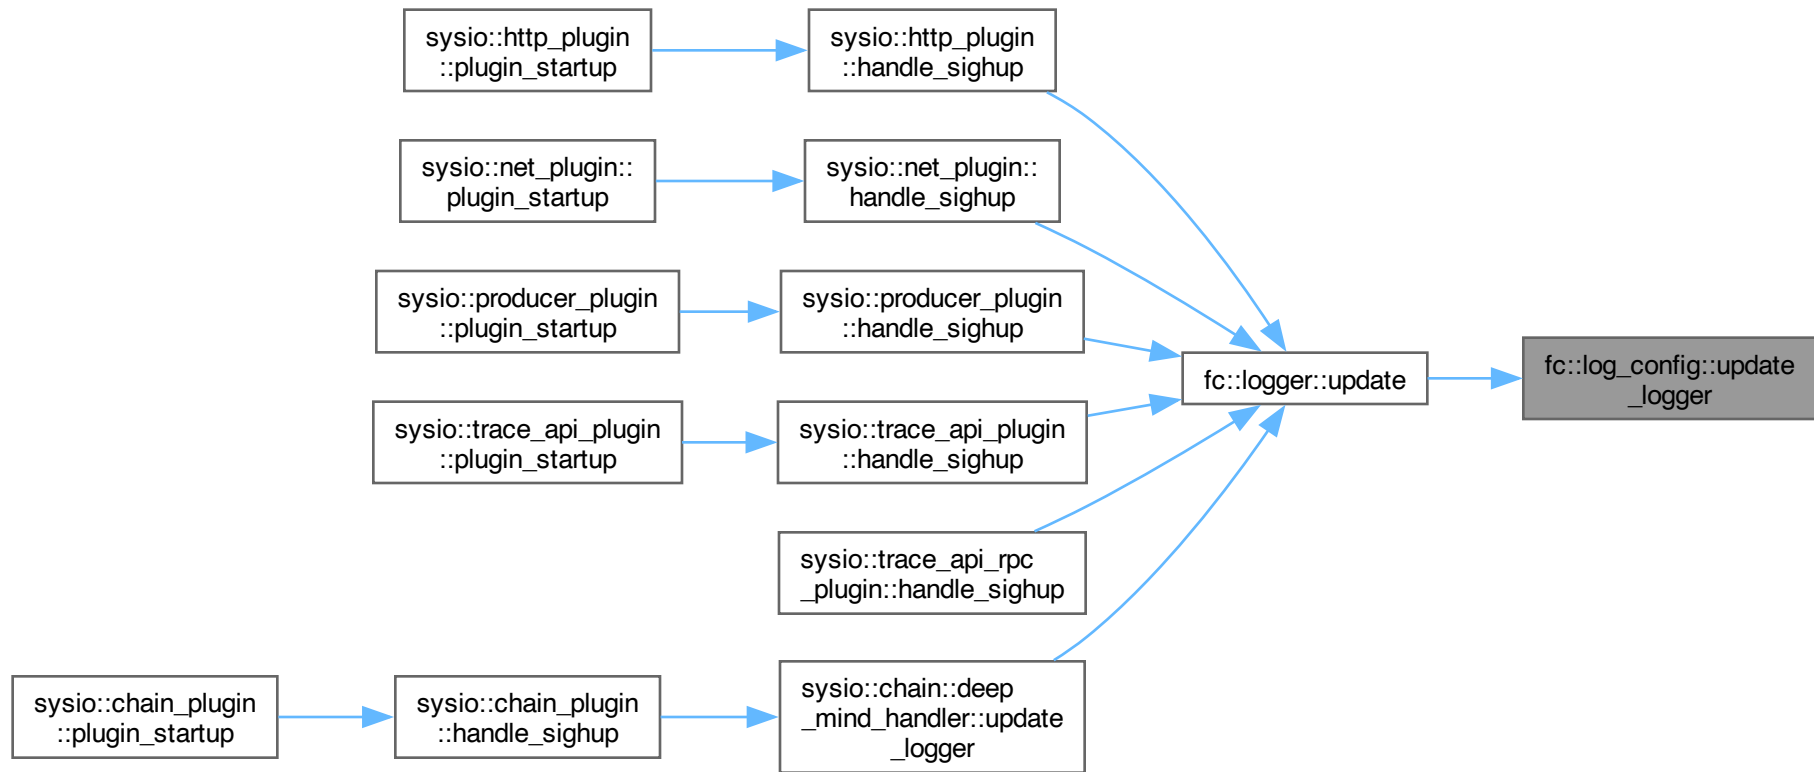 sysio::http_plugin
::plugin_startup
sysio::http_plugin
::handle_sighup
sysio::net_plugin::
plugin_startup
sysio::net_plugin::
handle_sighup
sysio::producer_plugin
::plugin_startup
sysio::producer_plugin
::handle_sighup
fc::logger::update
fc::log_config::update
_logger
sysio::trace_api_plugin
::plugin_startup
sysio::trace_api_plugin
::handle_sighup
sysio::trace_api_rpc
_plugin::handle_sighup
sysio::chain_plugin
::plugin_startup
sysio::chain_plugin
::handle_sighup
sysio::chain::deep
_mind_handler::update
_logger